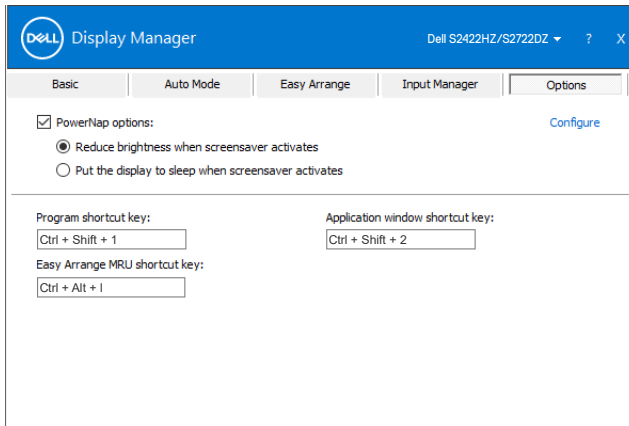 DELL Display Manager
Dell S2422HZ/S2722DZ ? X
Basic Auto Mode Easy Arrange Input Manager Options
PowerNap options: Configure
Reduce brightness when screensaver activates
Put the display to sleep when screensaver activates
Program shortcut key: Application window shortcut key:
Ctrl + Shift + 1 Ctrl + Shift + 2
Easy Arrange MRU shortcut key:
Ctrl + Alt + l